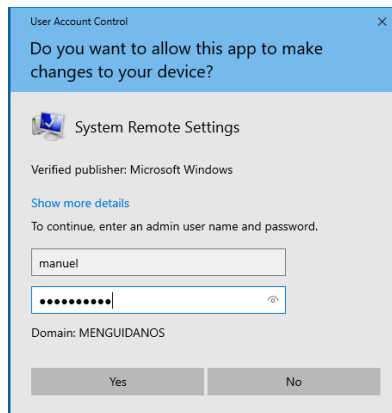 User Account Control
Do you want to allow this app to make
changes to your device?
System Remote Settings
Verified publisher: Microsoft Windows
Show more details
To continue, enter an admin user name and password.
manuel
●●●●●●●●●●
Domain: MENGUIDANOS
Yes
No